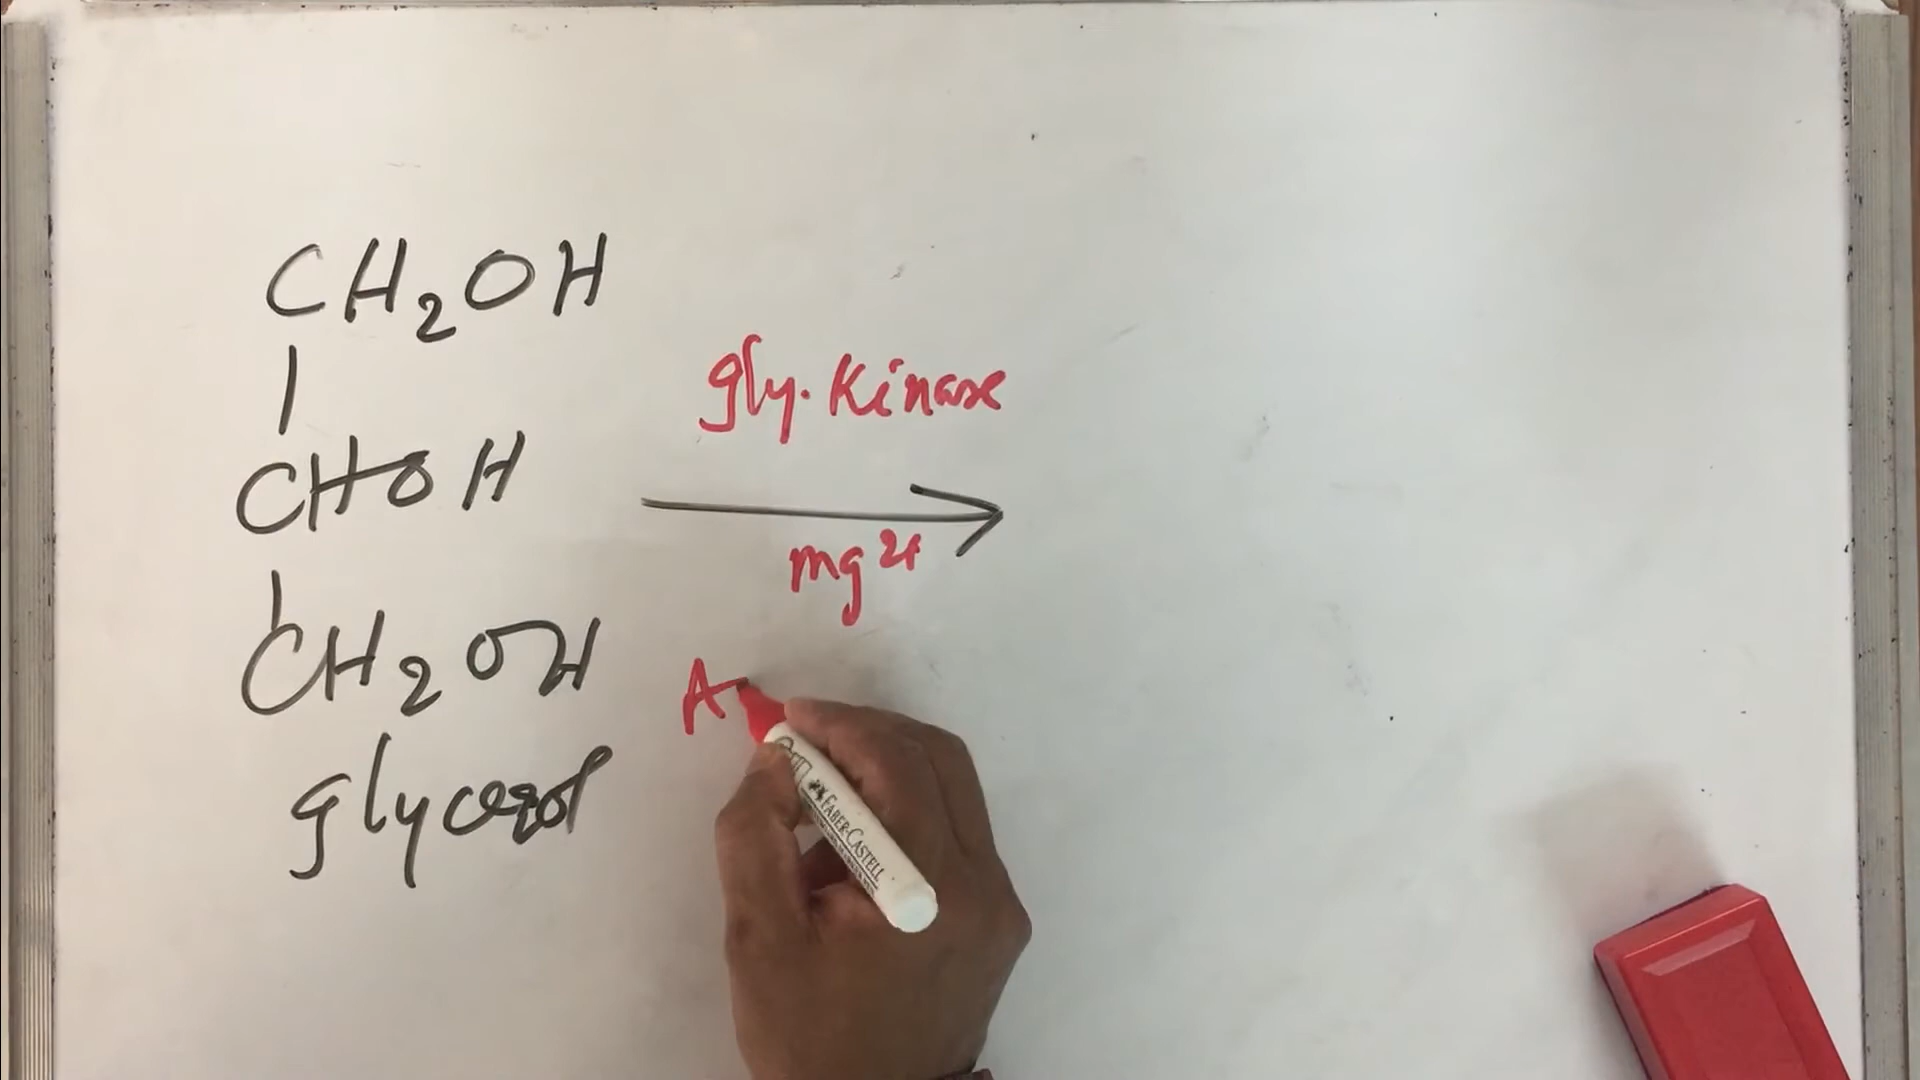 CH2OH
|
CHOH
|
CH2OH
glycerol
gly. Kinase
mg2+
A
FABER-CASTELL